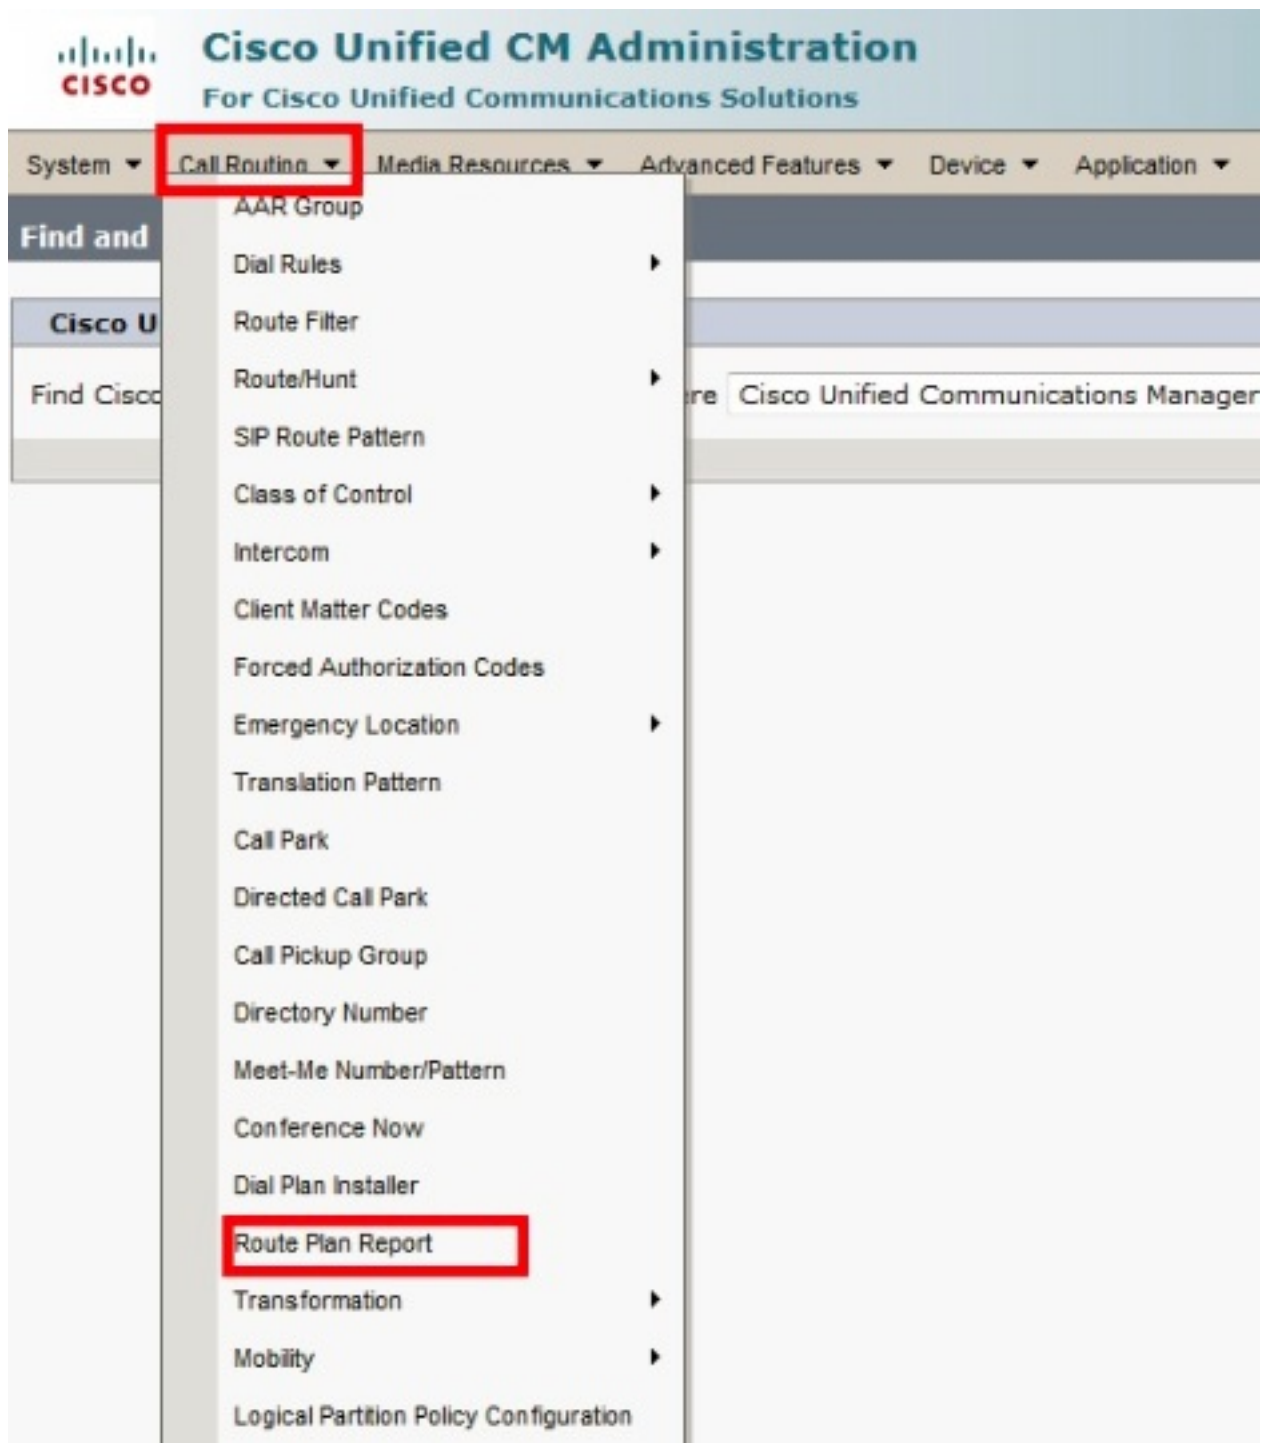 CISCO
Cisco Unified CM Administration
For Cisco Unified Communications Solutions
System Call Routing Media Resources Advanced Features Device Application
Find and
Cisco U
Find Cisco
re Cisco Unified Communications Manager
AAR Group
Dial Rules
Route Filter
Route/Hunt
SIP Route Pattern
Class of Control
Intercom
Client Matter Codes
Forced Authorization Codes
Emergency Location
Translation Pattern
Call Park
Directed Call Park
Call Pickup Group
Directory Number
Meet-Me Number/Pattern
Conference Now
Dial Plan Installer
Route Plan Report
Transformation
Mobility
Logical Partition Policy Configuration